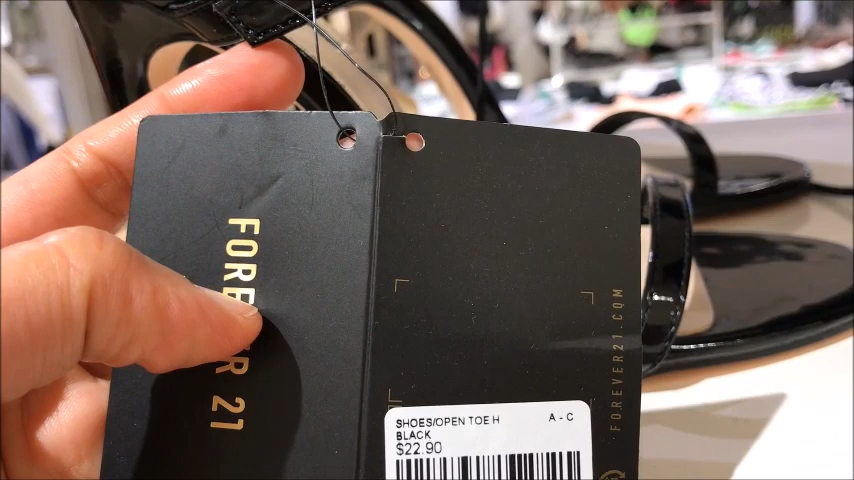 FOREVER 21
FOREVER21.COM
SHOES/OPEN TOE H A - C
BLACK
$22.90